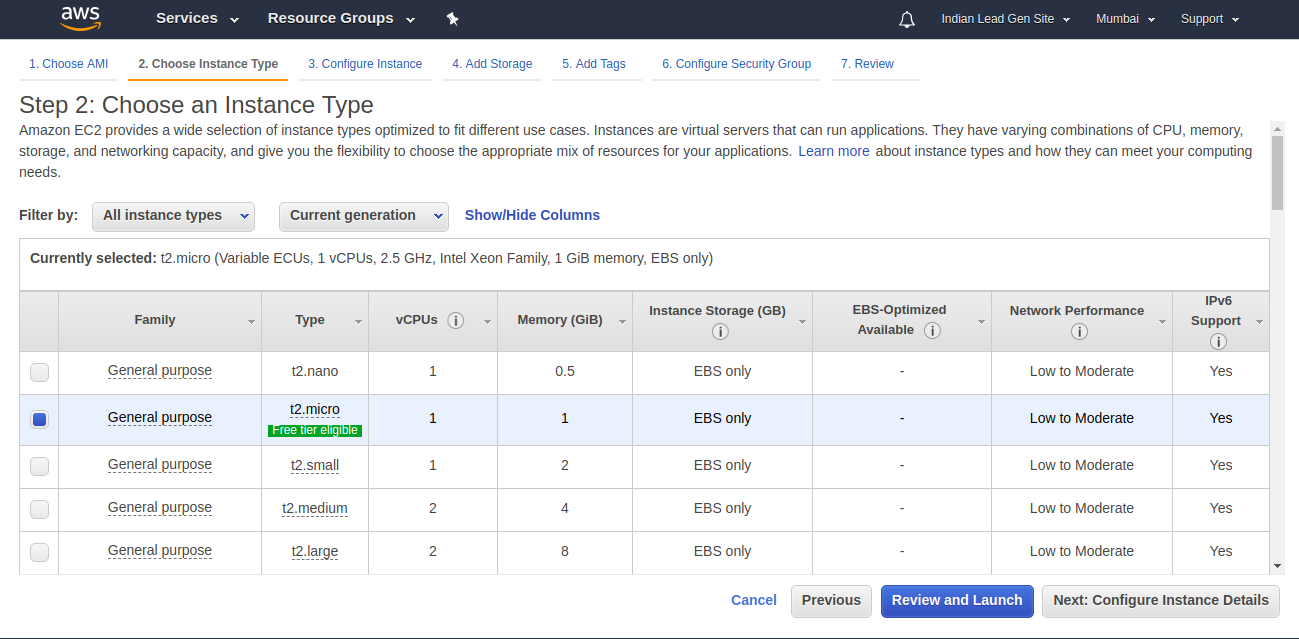 aws Services Resource Groups Indian Lead Gen Site Mumbai Support
1. Choose AMI 2. Choose Instance Type 3. Configure Instance 4. Add Storage 5. Add Tags 6. Configure Security Group 7. Review
Step 2: Choose an Instance Type
Amazon EC2 provides a wide selection of instance types optimized to fit different use cases. Instances are virtual servers that can run applications. They have varying combinations of CPU, memory,
storage, and networking capacity, and give you the flexibility to choose the appropriate mix of resources for your applications. Learn more about instance types and how they can meet your computing
needs.
Filter by: All instance types Current generation Show/Hide Columns
Currently selected: t2.micro (Variable ECUs, 1 vCPUs, 2.5 GHz, Intel Xeon Family, 1 GiB memory, EBS only)
Family Type vCPUs i Memory (GiB) Instance Storage (GB) i EBS-Optimized Available i Network Performance i IPv6 Support i
General purpose t2.nano 1 0.5 EBS only - Low to Moderate Yes
General purpose t2.micro Free tier eligible 1 1 EBS only - Low to Moderate Yes
General purpose t2.small 1 2 EBS only - Low to Moderate Yes
General purpose t2.medium 2 4 EBS only - Low to Moderate Yes
General purpose t2.large 2 8 EBS only - Low to Moderate Yes
Cancel Previous Review and Launch Next: Configure Instance Details